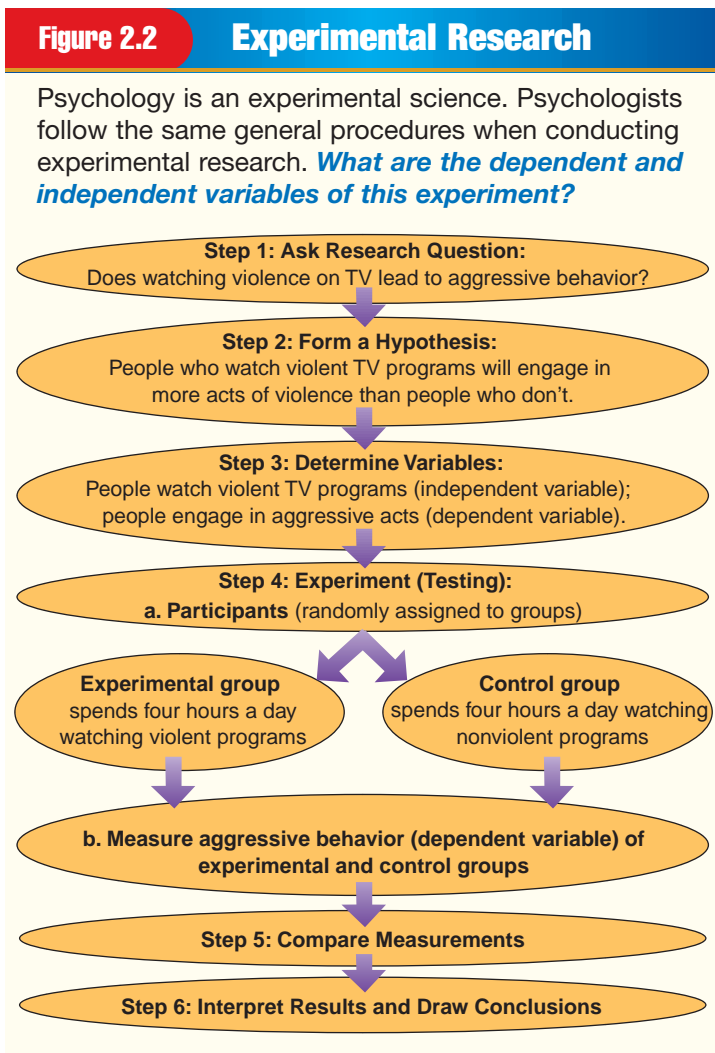 Figure 2.2 Experimental Research
Psychology is an experimental science. Psychologists
follow the same general procedures when conducting
experimental research. What are the dependent and
independent variables of this experiment?
Step 1: Ask Research Question:
Does watching violence on TV lead to aggressive behavior?
Step 2: Form a Hypothesis:
People who watch violent TV programs will engage in
more acts of violence than people who don't.
Step 3: Determine Variables:
People watch violent TV programs (independent variable);
people engage in aggressive acts (dependent variable).
Step 4: Experiment (Testing):
a. Participants (randomly assigned to groups)
Experimental group
spends four hours a day
watching violent programs
Control group
spends four hours a day watching
nonviolent programs
b. Measure aggressive behavior (dependent variable) of
experimental and control groups
Step 5: Compare Measurements
Step 6: Interpret Results and Draw Conclusions